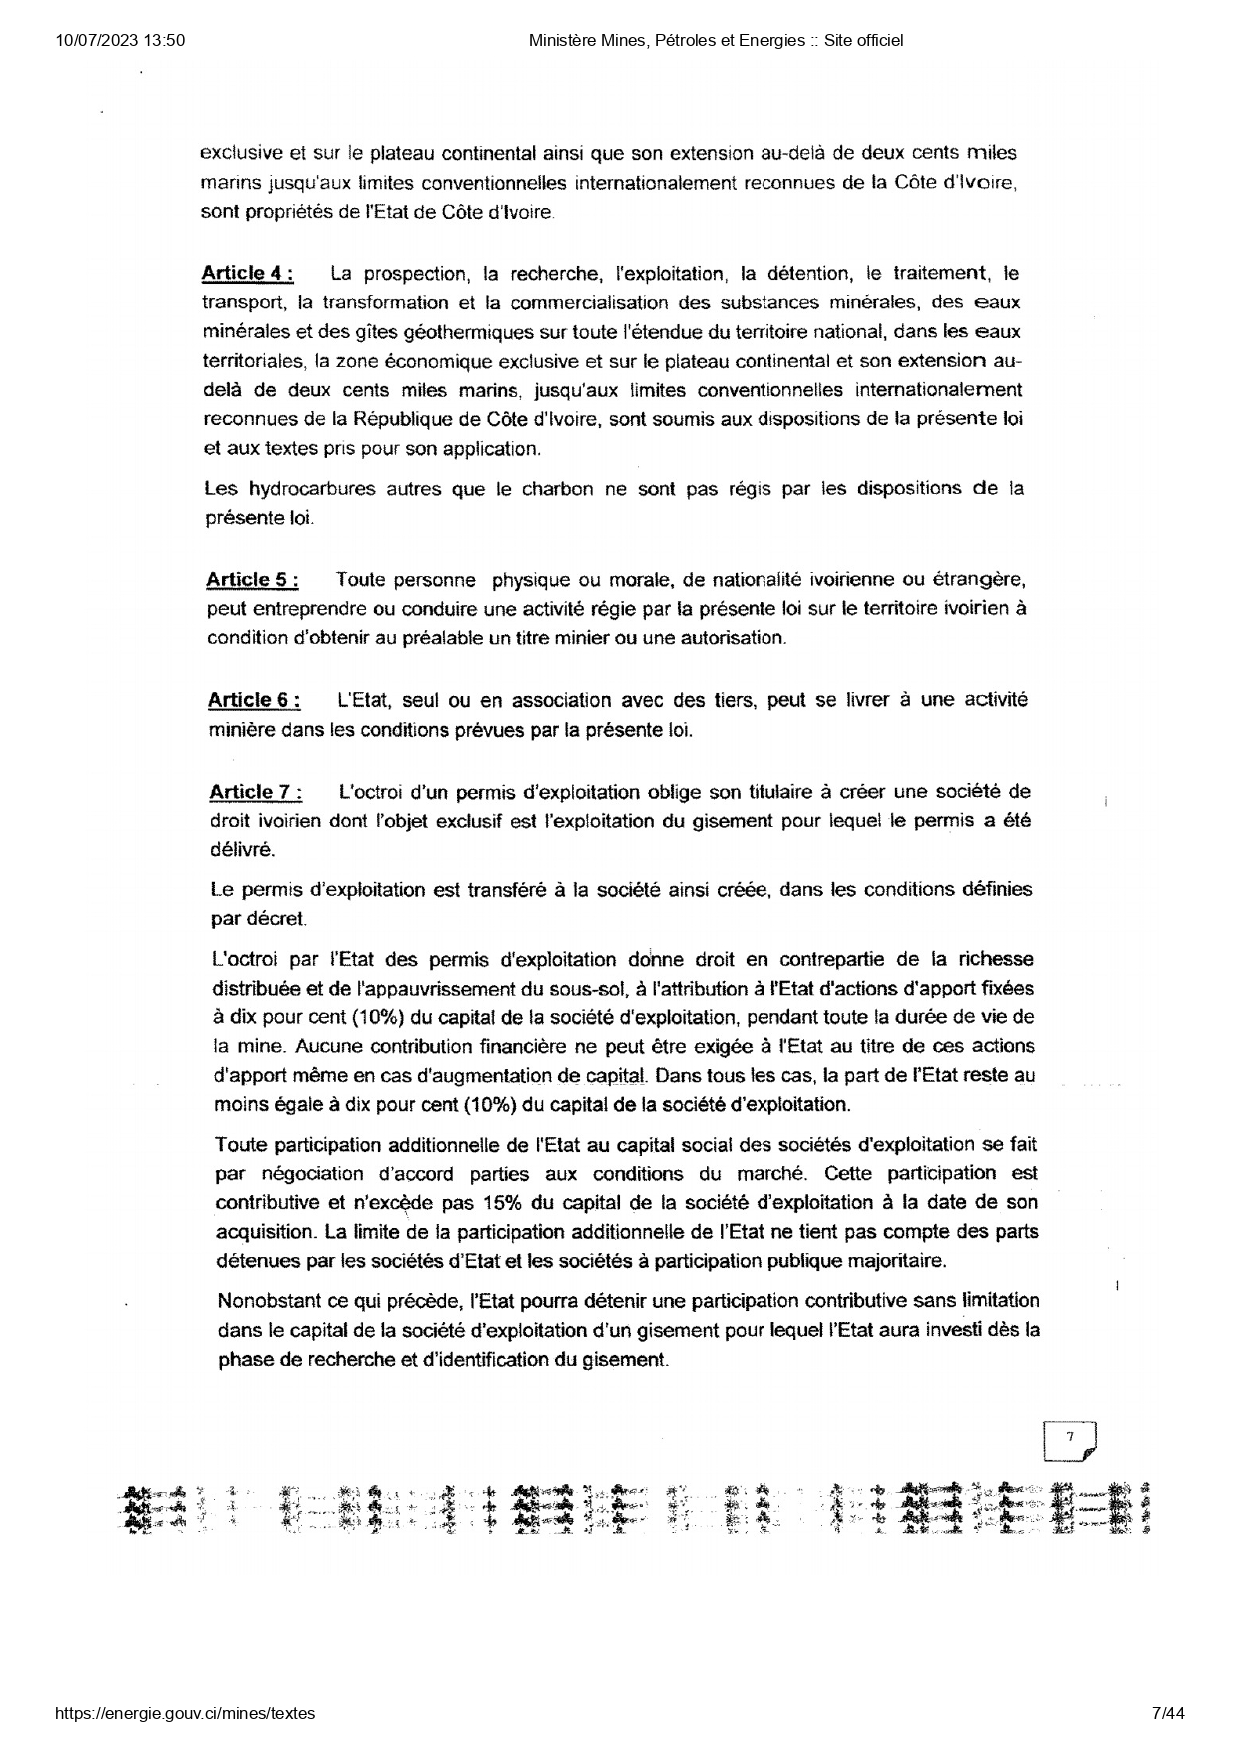 10/07/2023 13:50
Ministère Mines, Pétroles et Energies :: Site officiel
exclusive et sur le plateau continental ainsi que son extension au-delà de deux cents miles
marins jusqu'aux limites conventionnelles internationalement reconnues de la Côte d'Ivoire,
sont propriétés de l'Etat de Côte d'Ivoire.
Article 4 : La prospection, la recherche, l'exploitation, la détention, le traitement, le
transport, la transformation et la commercialisation des substances minérales, des eaux
minérales et des gîtes géothermiques sur toute l'étendue du territoire national, dans les eaux
territoriales, la zone économique exclusive et sur le plateau continental et son extension au-
delà de deux cents miles marins, jusqu'aux limites conventionnelles internationalement
reconnues de la République de Côte d'Ivoire, sont soumis aux dispositions de la présente loi
et aux textes pris pour son application.
Les hydrocarbures autres que le charbon ne sont pas régis par les dispositions de la
présente loi.
Article 5 : Toute personne physique ou morale, de nationalité ivoirienne ou étrangère,
peut entreprendre ou conduire une activité régie par la présente loi sur le territoire ivoirien à
condition d'obtenir au préalable un titre minier ou une autorisation.
Article 6 : L'Etat, seul ou en association avec des tiers, peut se livrer à une activité
minière dans les conditions prévues par la présente loi.
Article 7 : L'octroi d'un permis d'exploitation oblige son titulaire à créer une société de
droit ivoirien dont l'objet exclusif est l'exploitation du gisement pour lequel le permis a été
délivré.
Le permis d'exploitation est transféré à la société ainsi créée, dans les conditions définies
par décret.
L'octroi par l'Etat des permis d'exploitation donne droit en contrepartie de la richesse
distribuée et de l'appauvrissement du sous-sol, à l'attribution à l'Etat d'actions d'apport fixées
à dix pour cent (10%) du capital de la société d'exploitation, pendant toute la durée de vie de
la mine. Aucune contribution financière ne peut être exigée à l'Etat au titre de ces actions
d'apport même en cas d'augmentation de capital. Dans tous les cas, la part de l'Etat reste au
moins égale à dix pour cent (10%) du capital de la société d'exploitation.
Toute participation additionnelle de l'Etat au capital social des sociétés d'exploitation se fait
par négociation d'accord parties aux conditions du marché. Cette participation est
contributive et n'excède pas 15% du capital de la société d'exploitation à la date de son
acquisition. La limite de la participation additionnelle de l'Etat ne tient pas compte des parts
détenues par les sociétés d'Etat et les sociétés à participation publique majoritaire.
Nonobstant ce qui précède, l'Etat pourra détenir une participation contributive sans limitation
dans le capital de la société d'exploitation d'un gisement pour lequel l'Etat aura investi dès la
phase de recherche et d'identification du gisement.
7
https://energie.gouv.ci/mines/textes
7/44